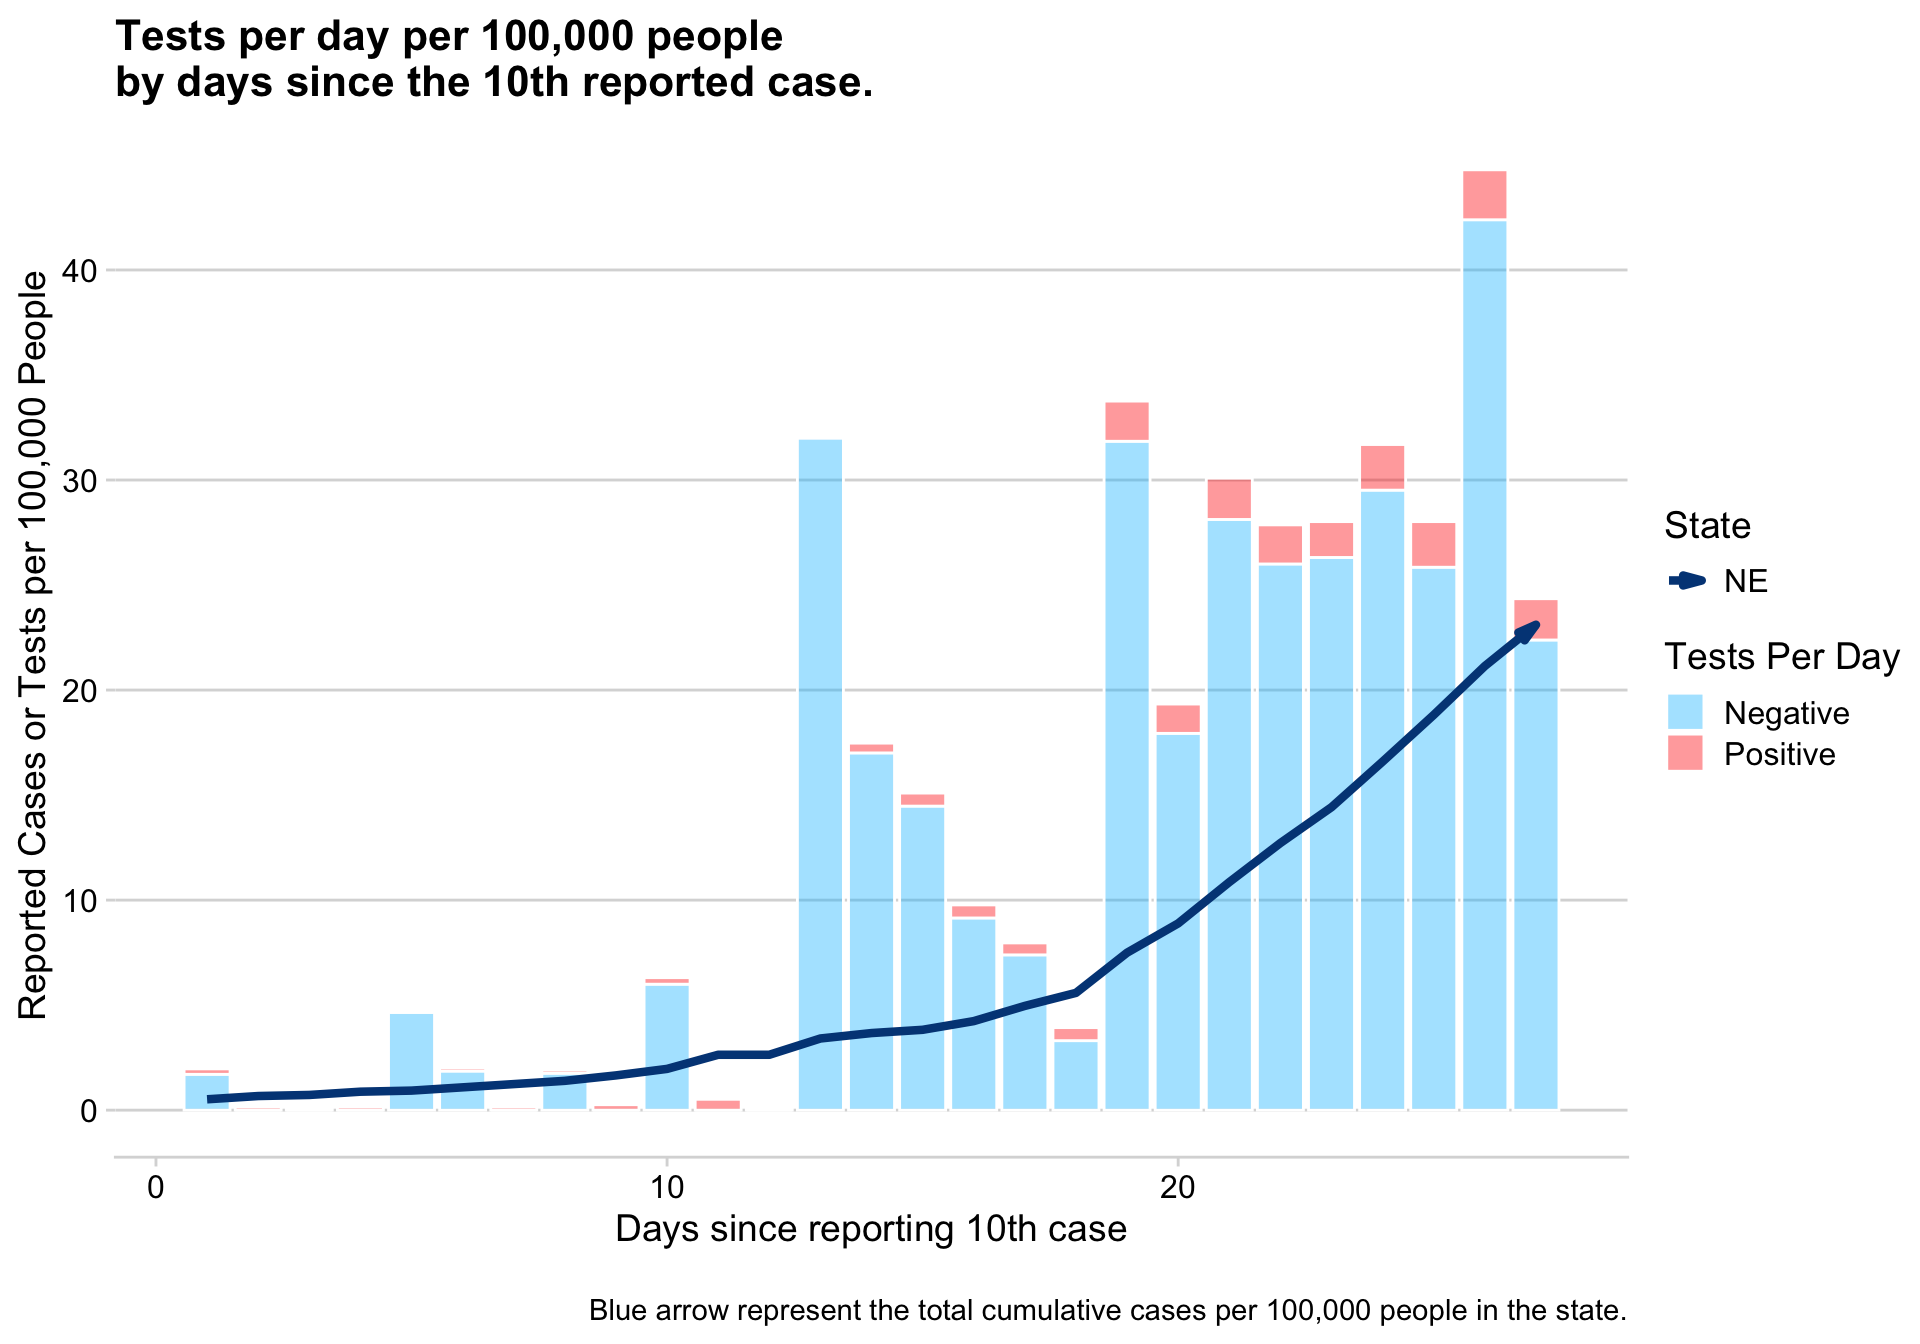 Tests per day per 100,000 people
by days since the 10th reported case.
Reported Cases or Tests per 100,000 People
40
30
20
10
0
0
10
20
Days since reporting 10th case
State
NE
Tests Per Day
Negative
Positive
Blue arrow represent the total cumulative cases per 100,000 people in the state.